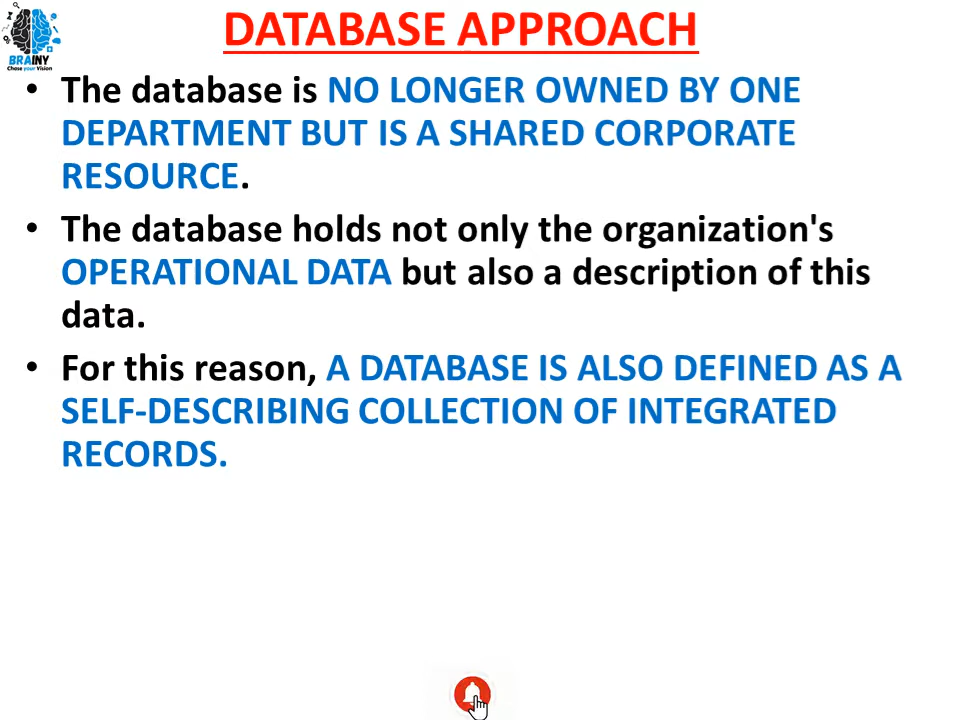 DATABASE APPROACH
BRAINY
Chose your Vision
• The database is NO LONGER OWNED BY ONE
DEPARTMENT BUT IS A SHARED CORPORATE
RESOURCE.
• The database holds not only the organization's
OPERATIONAL DATA but also a description of this
data.
• For this reason, A DATABASE IS ALSO DEFINED AS A
SELF-DESCRIBING COLLECTION OF INTEGRATED
RECORDS.